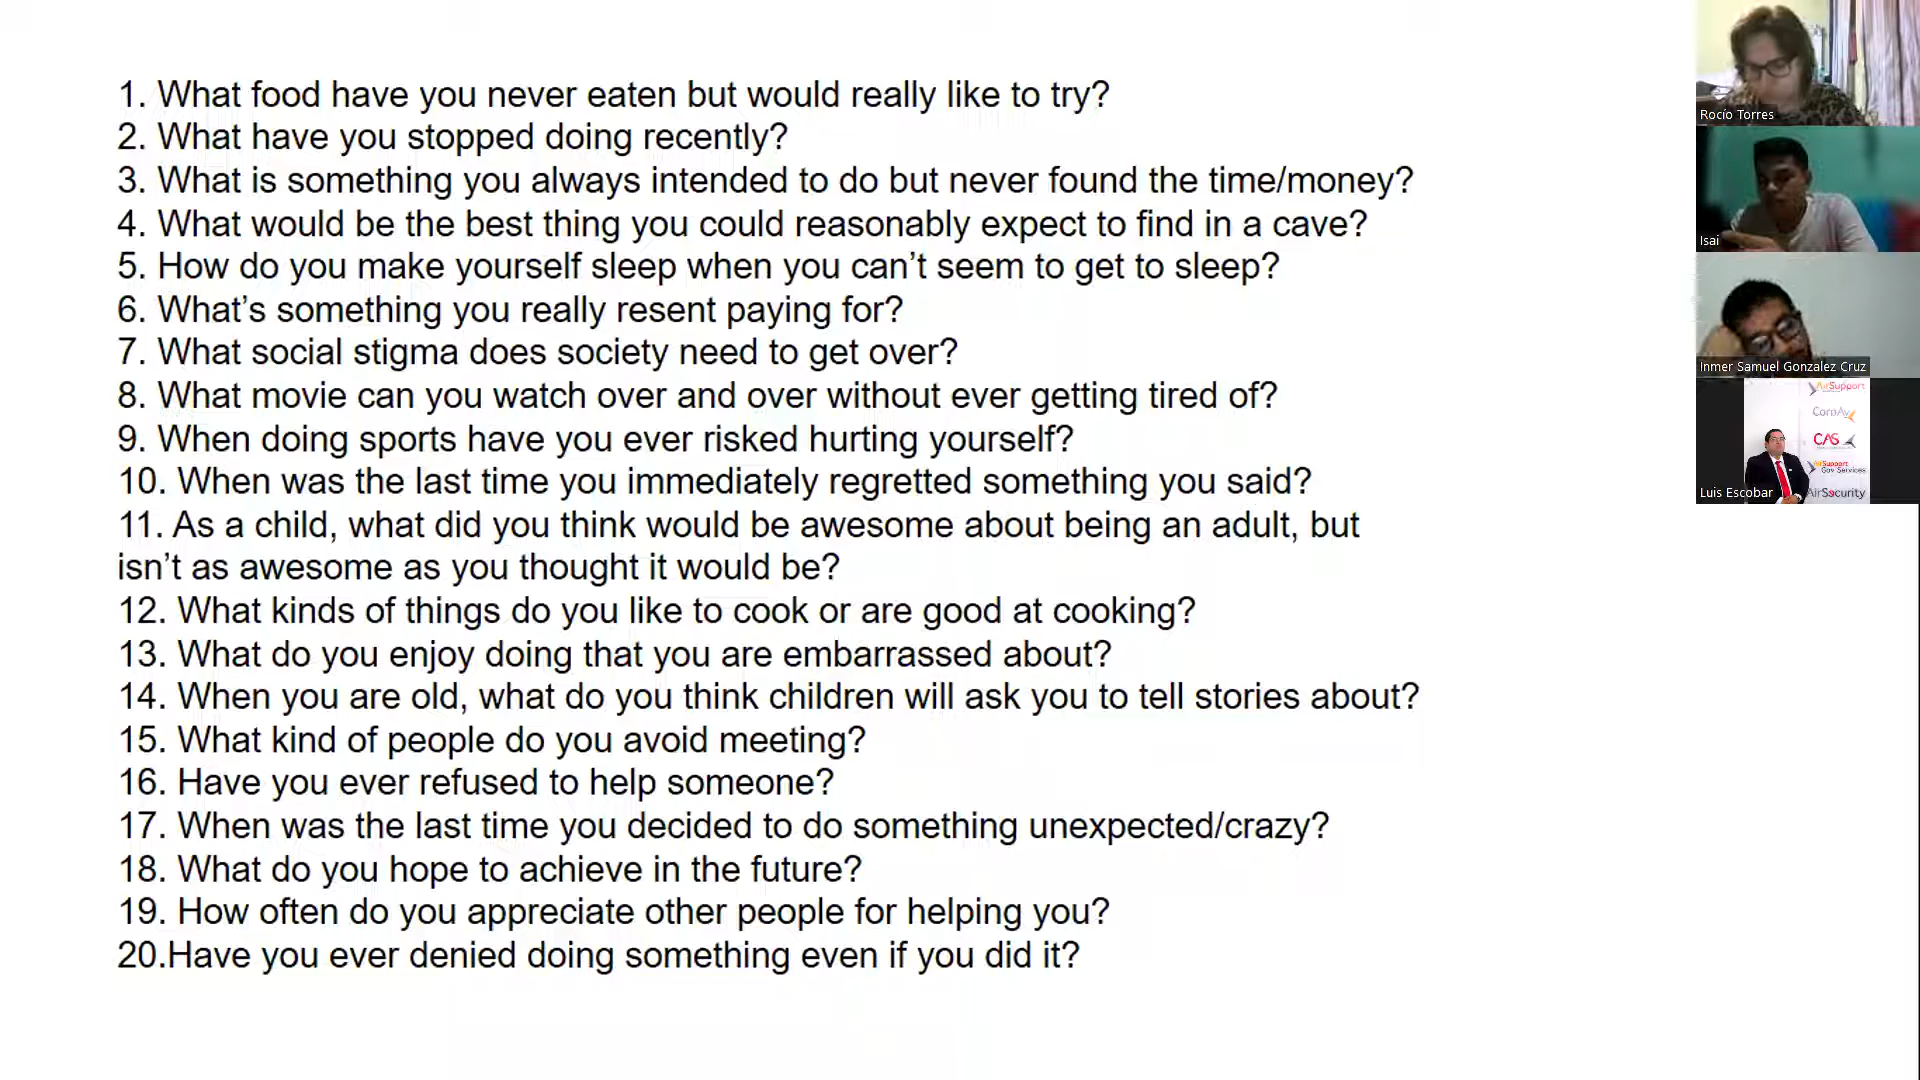 1. What food have you never eaten but would really like to try?
2. What have you stopped doing recently?
3. What is something you always intended to do but never found the time/money?
4. What would be the best thing you could reasonably expect to find in a cave?
5. How do you make yourself sleep when you can’t seem to get to sleep?
6. What’s something you really resent paying for?
7. What social stigma does society need to get over?
8. What movie can you watch over and over without ever getting tired of?
9. When doing sports have you ever risked hurting yourself?
10. When was the last time you immediately regretted something you said?
11. As a child, what did you think would be awesome about being an adult, but
isn’t as awesome as you thought it would be?
12. What kinds of things do you like to cook or are good at cooking?
13. What do you enjoy doing that you are embarrassed about?
14. When you are old, what do you think children will ask you to tell stories about?
15. What kind of people do you avoid meeting?
16. Have you ever refused to help someone?
17. When was the last time you decided to do something unexpected/crazy?
18. What do you hope to achieve in the future?
19. How often do you appreciate other people for helping you?
20.Have you ever denied doing something even if you did it?
Rocío Torres
Isai
Inmer Samuel Gonzalez Cruz
AirSupport
CorpAv
CAS
AirSupport
Gov Services
AirSecurity
Luis Escobar